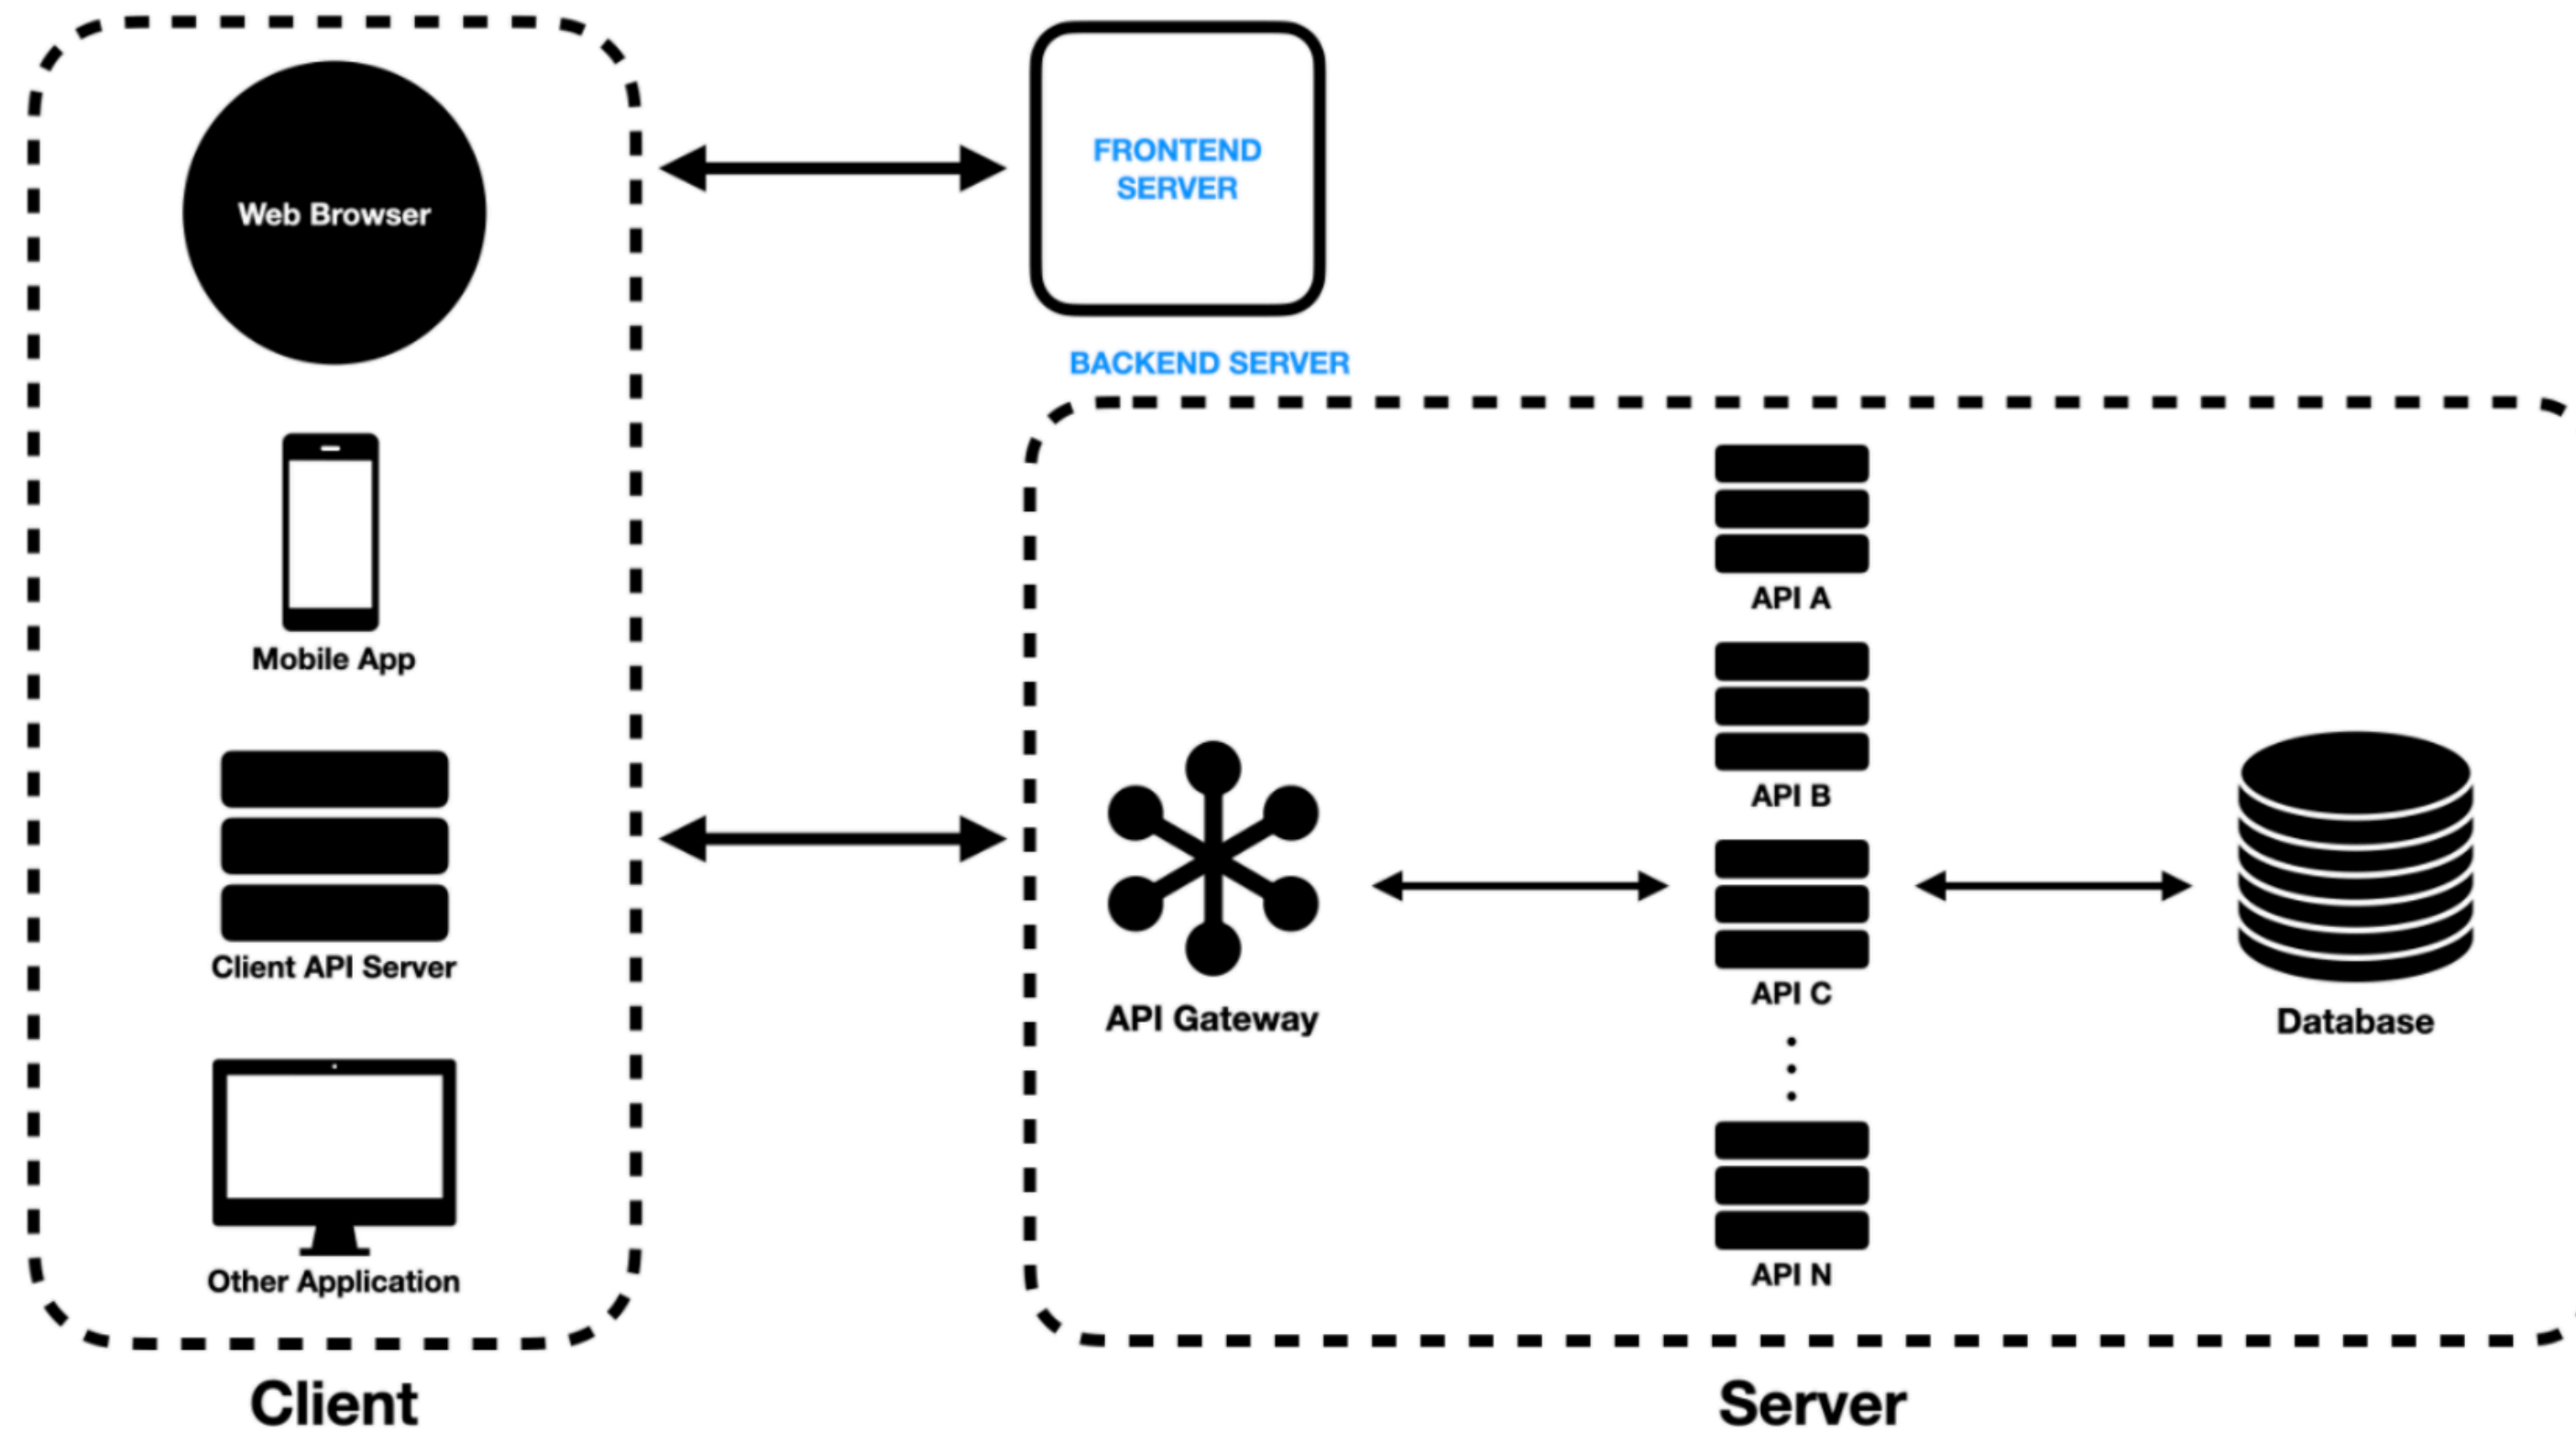 Web Browser
Mobile App
Client API Server
Other Application
Client
FRONTEND
SERVER
BACKEND SERVER
API Gateway
API A
API B
API C
API N
Database
Server